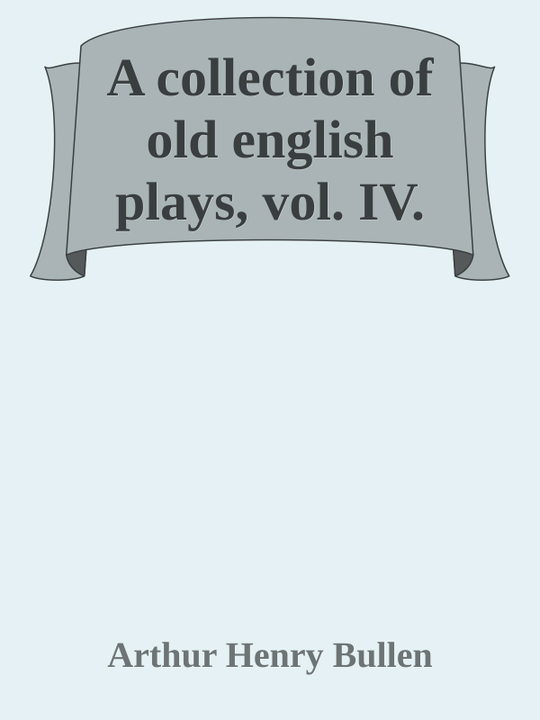 A collection of
old english
plays, vol. IV.
Arthur Henry Bullen